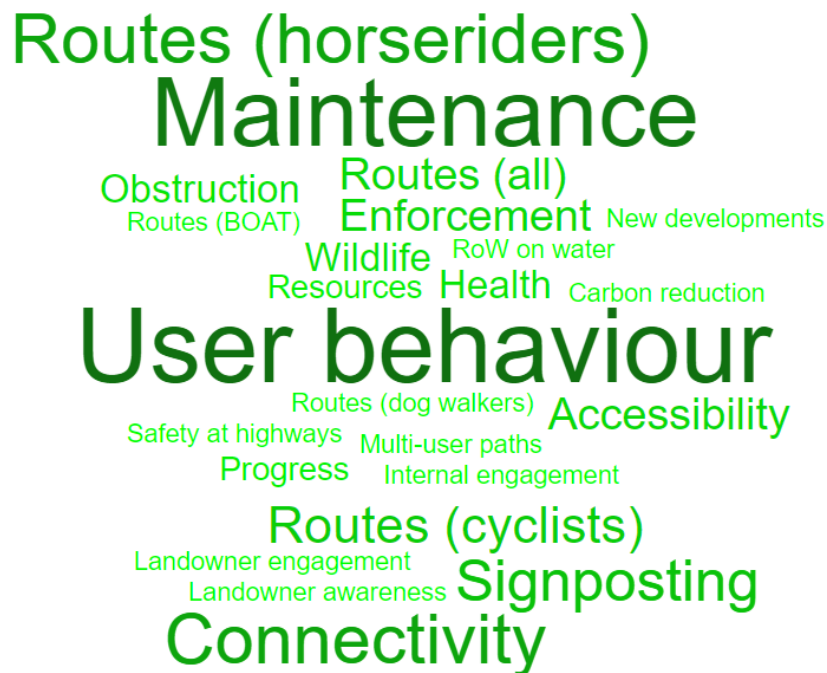 Routes (horseriders)
Maintenance
Routes (all)
Obstruction
Enforcement
Routes (BOAT)
New developments
Wildlife
RoW on water
Resources
Health
Carbon reduction
User behaviour
Routes (dog walkers)
Accessibility
Safety at highways
Multi-user paths
Progress
Internal engagement
Routes (cyclists)
Landowner engagement
Signposting
Landowner awareness
Connectivity